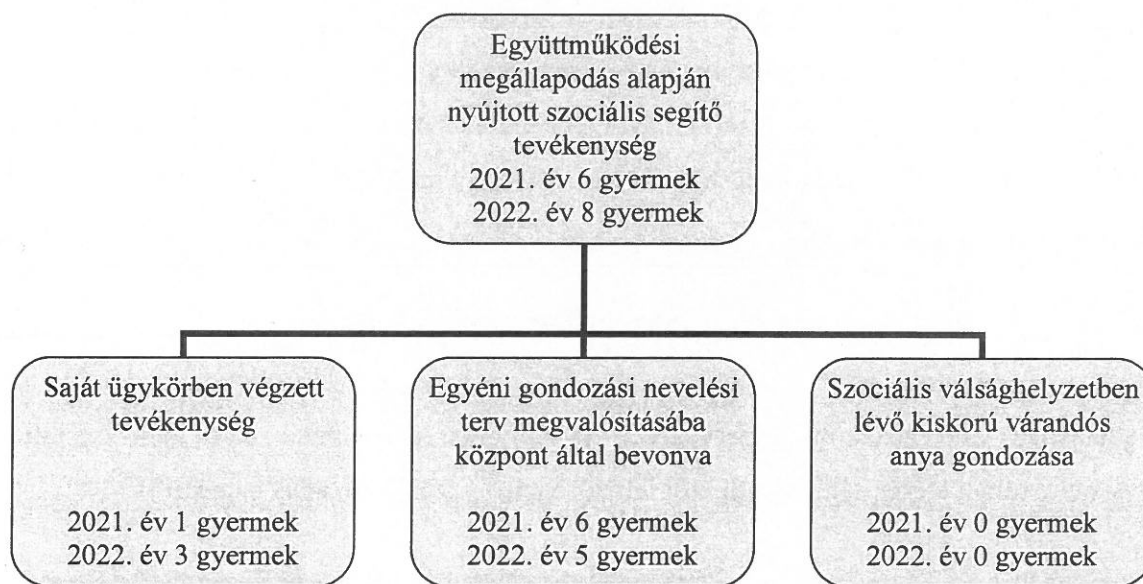 Együttműködési
megállapodás alapján
nyújtott szociális segítő
tevékenység
2021. év 6 gyermek
2022. év 8 gyermek
Saját ügykörben végzett
tevékenység
2021. év 1 gyermek
2022. év 3 gyermek
Egyéni gondozási nevelési
terv megvalósításába
központ által bevonva
2021. év 6 gyermek
2022. év 5 gyermek
Szociális válsághelyzetben
lévő kiskorú várandós
anya gondozása
2021. év 0 gyermek
2022. év 0 gyermek